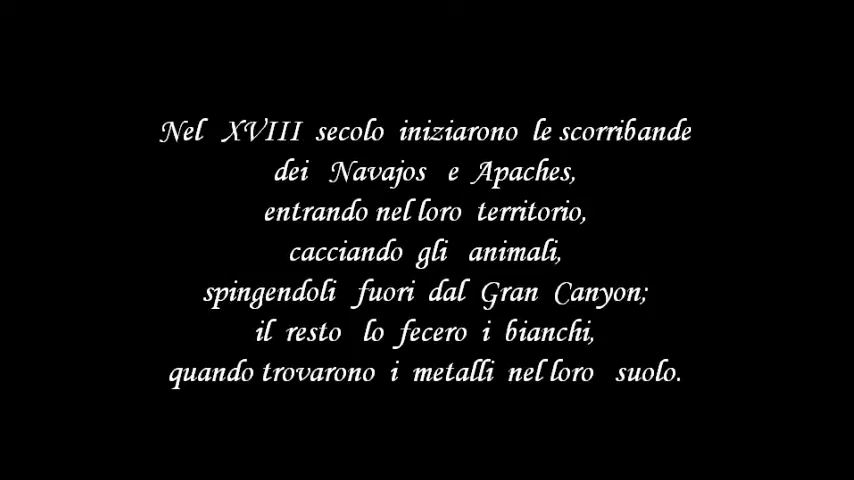 Nel XVIII secolo iniziarono le scorribande
dei Navajos e Apaches,
entrando nel loro territorio,
cacciando gli animali,
spingendoli fuori dal Gran Canyon;
il resto lo fecero i bianchi,
quando trovarono i metalli nel loro suolo.